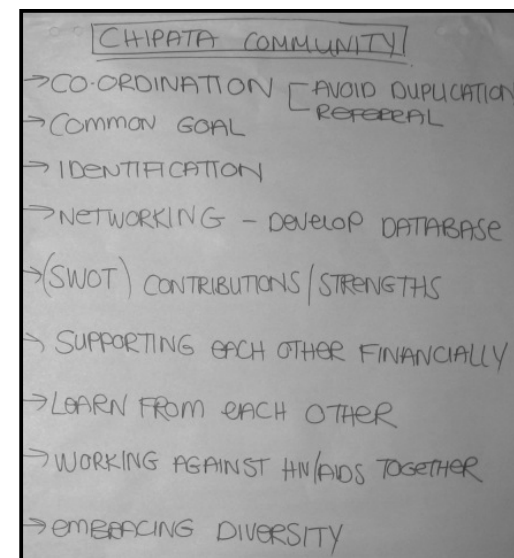 CHIPATA COMMUNITY
→CO-ORDINATION [AVOID DUPLICATION
REFERRAL
→COMMON GOAL
→IDENTIFICATION
→NETWORKING - DEVELOP DATABASE
→(SWOT) CONTRIBUTIONS/STRENGTHS
→SUPPORTING EACH OTHER FINANCIALLY
→LEARN FROM EACH OTHER
→WORKING AGAINST HIV/AIDS TOGETHER
→EMBRACING DIVERSITY